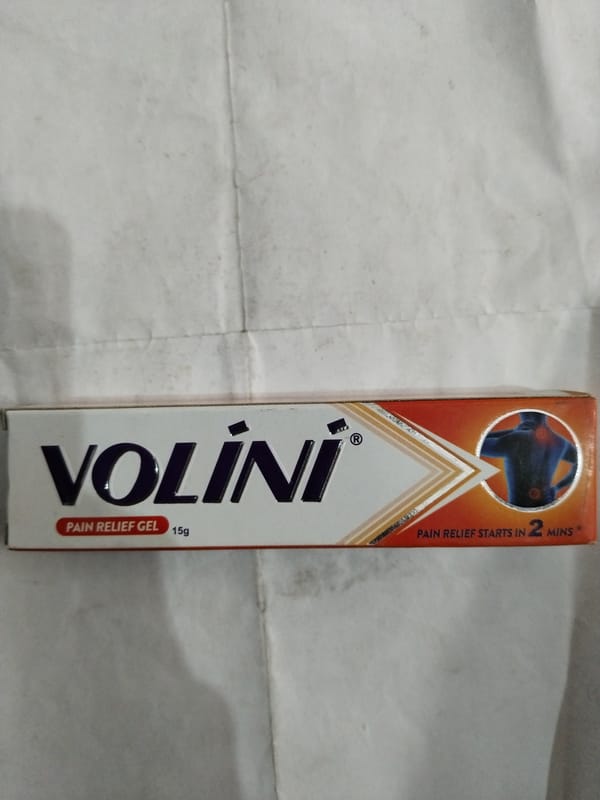 VOLINI®
PAIN RELIEF GEL 15g
PAIN RELIEF STARTS IN 2 MINS*